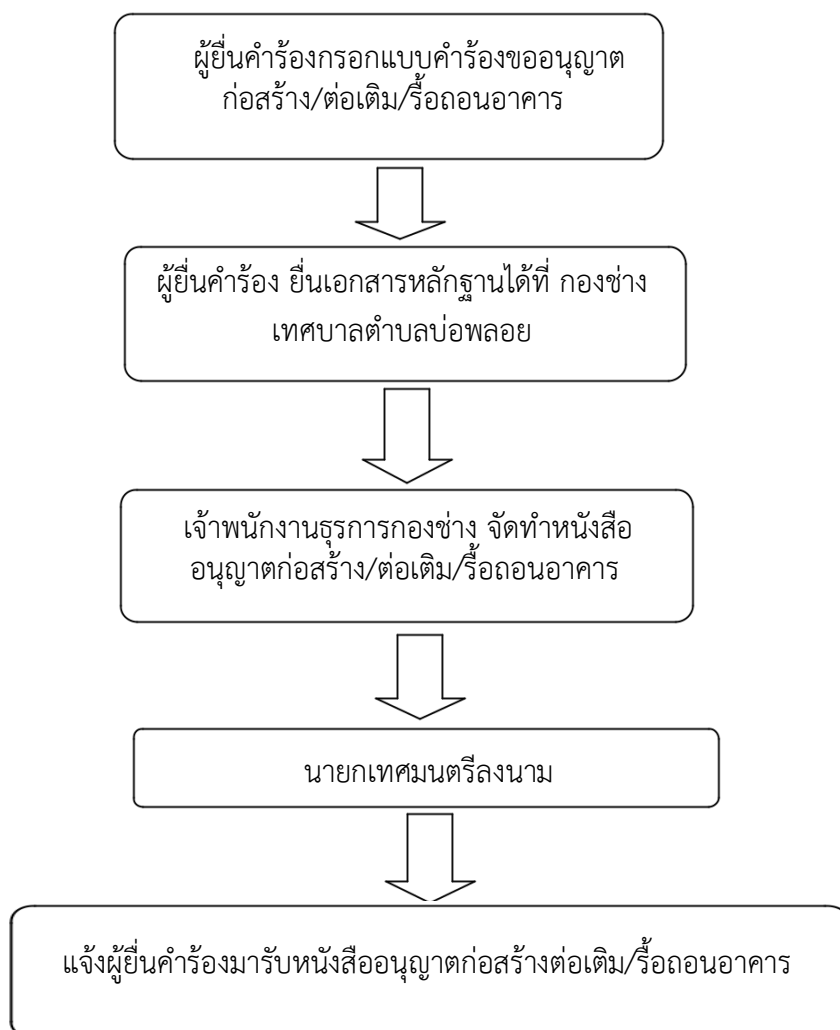 ผู้ยื่นคำร้องกรอกแบบคำร้องขออนุญาต
ก่อสร้าง/ต่อเติม/รื้อถอนอาคาร
ผู้ยื่นคำร้อง ยื่นเอกสารหลักฐานได้ที่ กองช่าง
เทศบาลตำบลบ่อพลอย
เจ้าพนักงานธุรการกองช่าง จัดทำหนังสือ
อนุญาตก่อสร้าง/ต่อเติม/รื้อถอนอาคาร
นายกเทศมนตรีลงนาม
แจ้งผู้ยื่นคำร้องมารับหนังสืออนุญาตก่อสร้างต่อเติม/รื้อถอนอาคาร